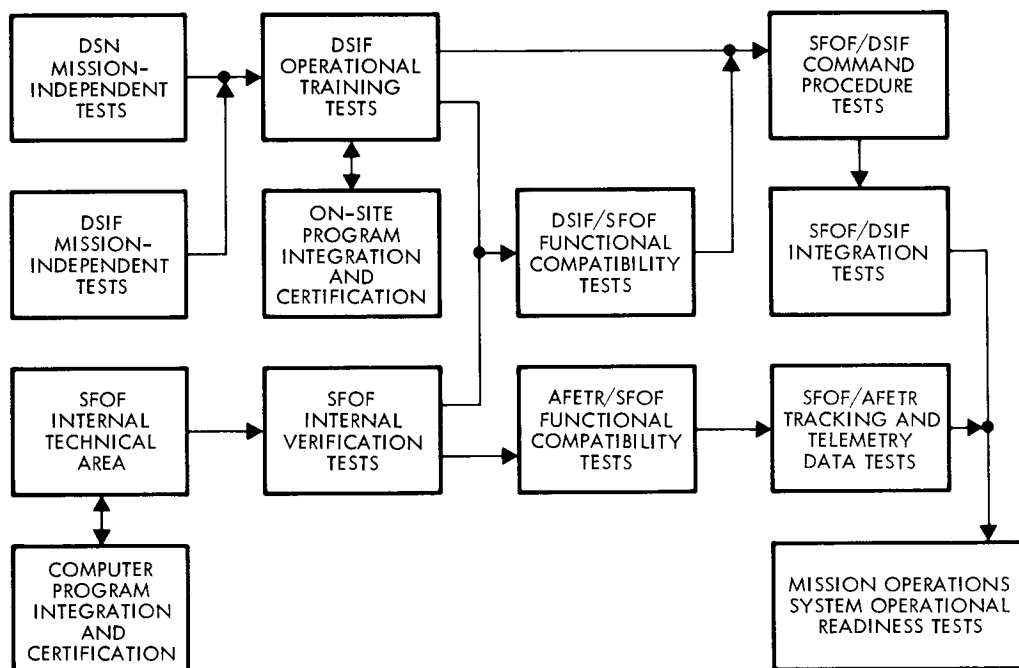 DSN
MISSION-
INDEPENDENT
TESTS
DSIF
OPERATIONAL
TRAINING
TESTS
SFOF/DSIF
COMMAND
PROCEDURE
TESTS
DSIF
MISSION-
INDEPENDENT
TESTS
ON-SITE
PROGRAM
INTEGRATION
AND
CERTIFICATION
DSIF/SFOF
FUNCTIONAL
COMPATIBILITY
TESTS
SFOF/DSIF
INTEGRATION
TESTS
SFOF
INTERNAL
TECHNICAL
AREA
SFOF
INTERNAL
VERIFICATION
TESTS
AFETR/SFOF
FUNCTIONAL
COMPATIBILITY
TESTS
SFOF/AFETR
TRACKING AND
TELEMETRY
DATA TESTS
COMPUTER
PROGRAM
INTEGRATION
AND
CERTIFICATION
MISSION OPERATIONS
SYSTEM OPERATIONAL
READINESS TESTS